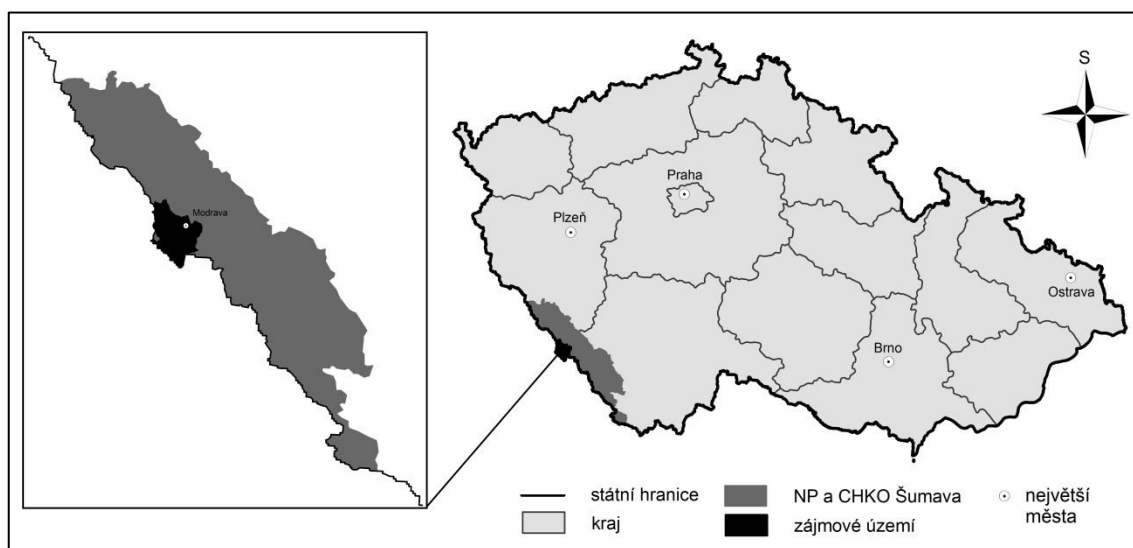 S
Modrava
Praha
Plzeň
Ostrava
Brno
státní hranice
NP a CHKO Šumava
největší
města
kraj
zájmové území